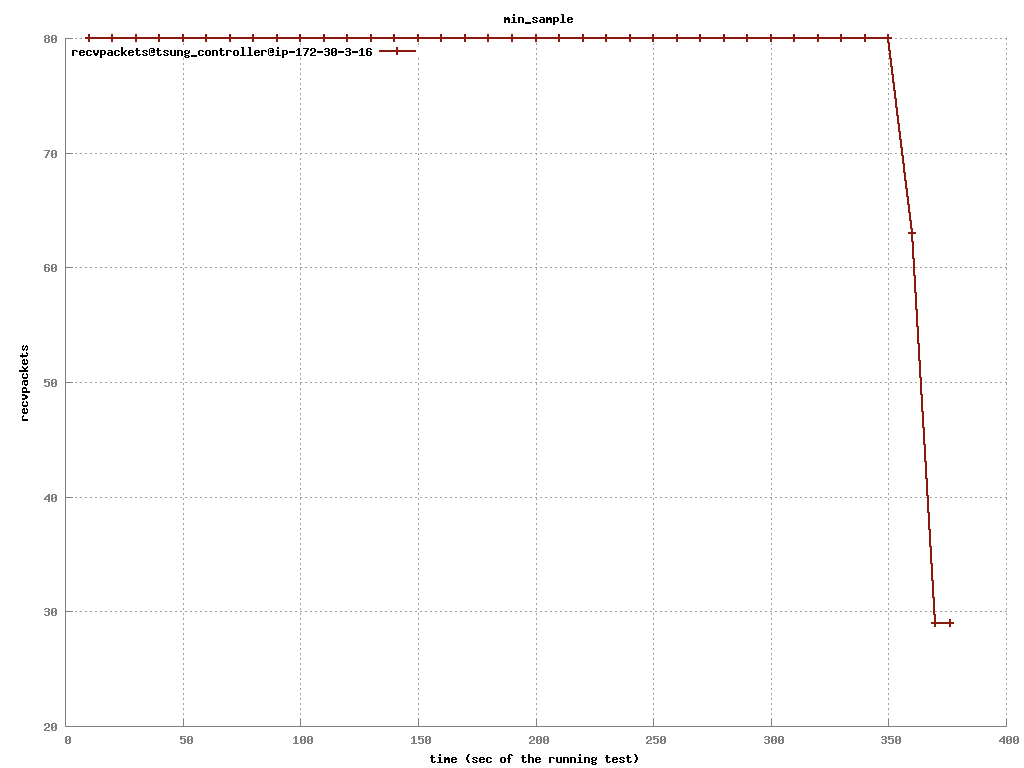 min_sample
80
recvpackets@tsung_controller@ip-172-30-3-16
70
60
recvpackets
50
40
30
20
0 50 100 150 200 250 300 350 400
time (sec of the running test)